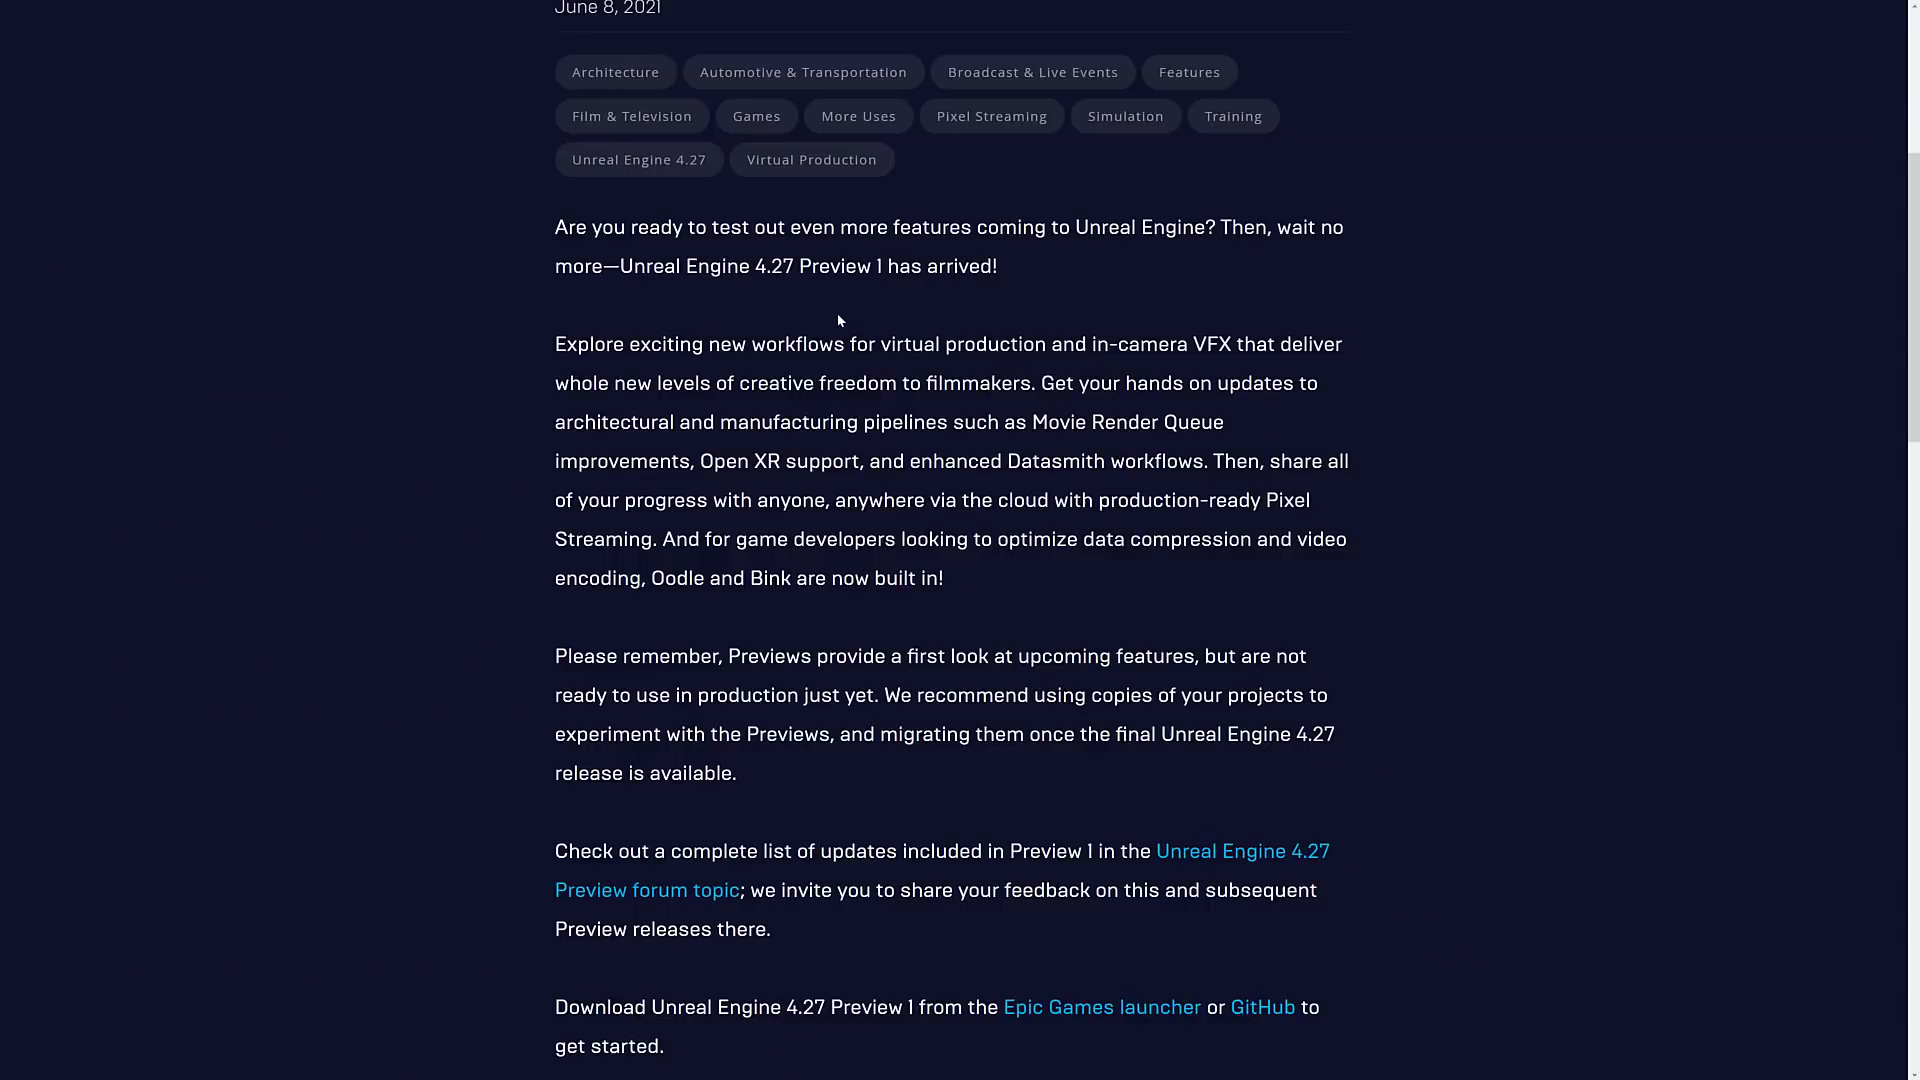 June 8, 2021
Architecture Automotive & Transportation Broadcast & Live Events Features
Film & Television Games More Uses Pixel Streaming Simulation Training
Unreal Engine 4.27 Virtual Production
Are you ready to test out even more features coming to Unreal Engine? Then, wait no
more—Unreal Engine 4.27 Preview 1 has arrived!
Explore exciting new workflows for virtual production and in-camera VFX that deliver
whole new levels of creative freedom to filmmakers. Get your hands on updates to
architectural and manufacturing pipelines such as Movie Render Queue
improvements, Open XR support, and enhanced Datasmith workflows. Then, share all
of your progress with anyone, anywhere via the cloud with production-ready Pixel
Streaming. And for game developers looking to optimize data compression and video
encoding, Oodle and Bink are now built in!
Please remember, Previews provide a first look at upcoming features, but are not
ready to use in production just yet. We recommend using copies of your projects to
experiment with the Previews, and migrating them once the final Unreal Engine 4.27
release is available.
Check out a complete list of updates included in Preview 1 in the Unreal Engine 4.27
Preview forum topic; we invite you to share your feedback on this and subsequent
Preview releases there.
Download Unreal Engine 4.27 Preview 1 from the Epic Games launcher or GitHub to
get started.